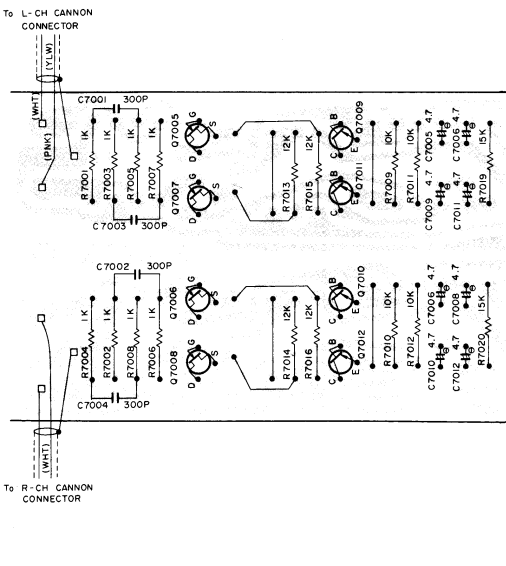 To L-CH CANNON
CONNECTOR
(YLW)
(WHT)
(PNK)
C7001 300P
1K 1K 1K 1K
R7001 R7003 R7005 R7007
C7003 300P
Q7005
G S D
Q7007
G S D
12K 12K
R7013 R7015
Q7009
B E C
Q7011
B E C
10K 10K
R7009 R7011
4.7 4.7
C7005 C7006
4.7 4.7
C7009 C7011
15K
R7019
C7002 300P
1K 1K 1K 1K
R7004 R7002 R7008 R7006
C7004 300P
Q7006
G S D
Q7008
G S D
12K 12K
R7014 R7016
Q7010
B E C
Q7012
B E C
10K 10K
R7010 R7012
4.7 4.7
C7006 C7008
4.7 4.7
C7010 C7012
15K
R7020
(WHT)
To R-CH CANNON
CONNECTOR